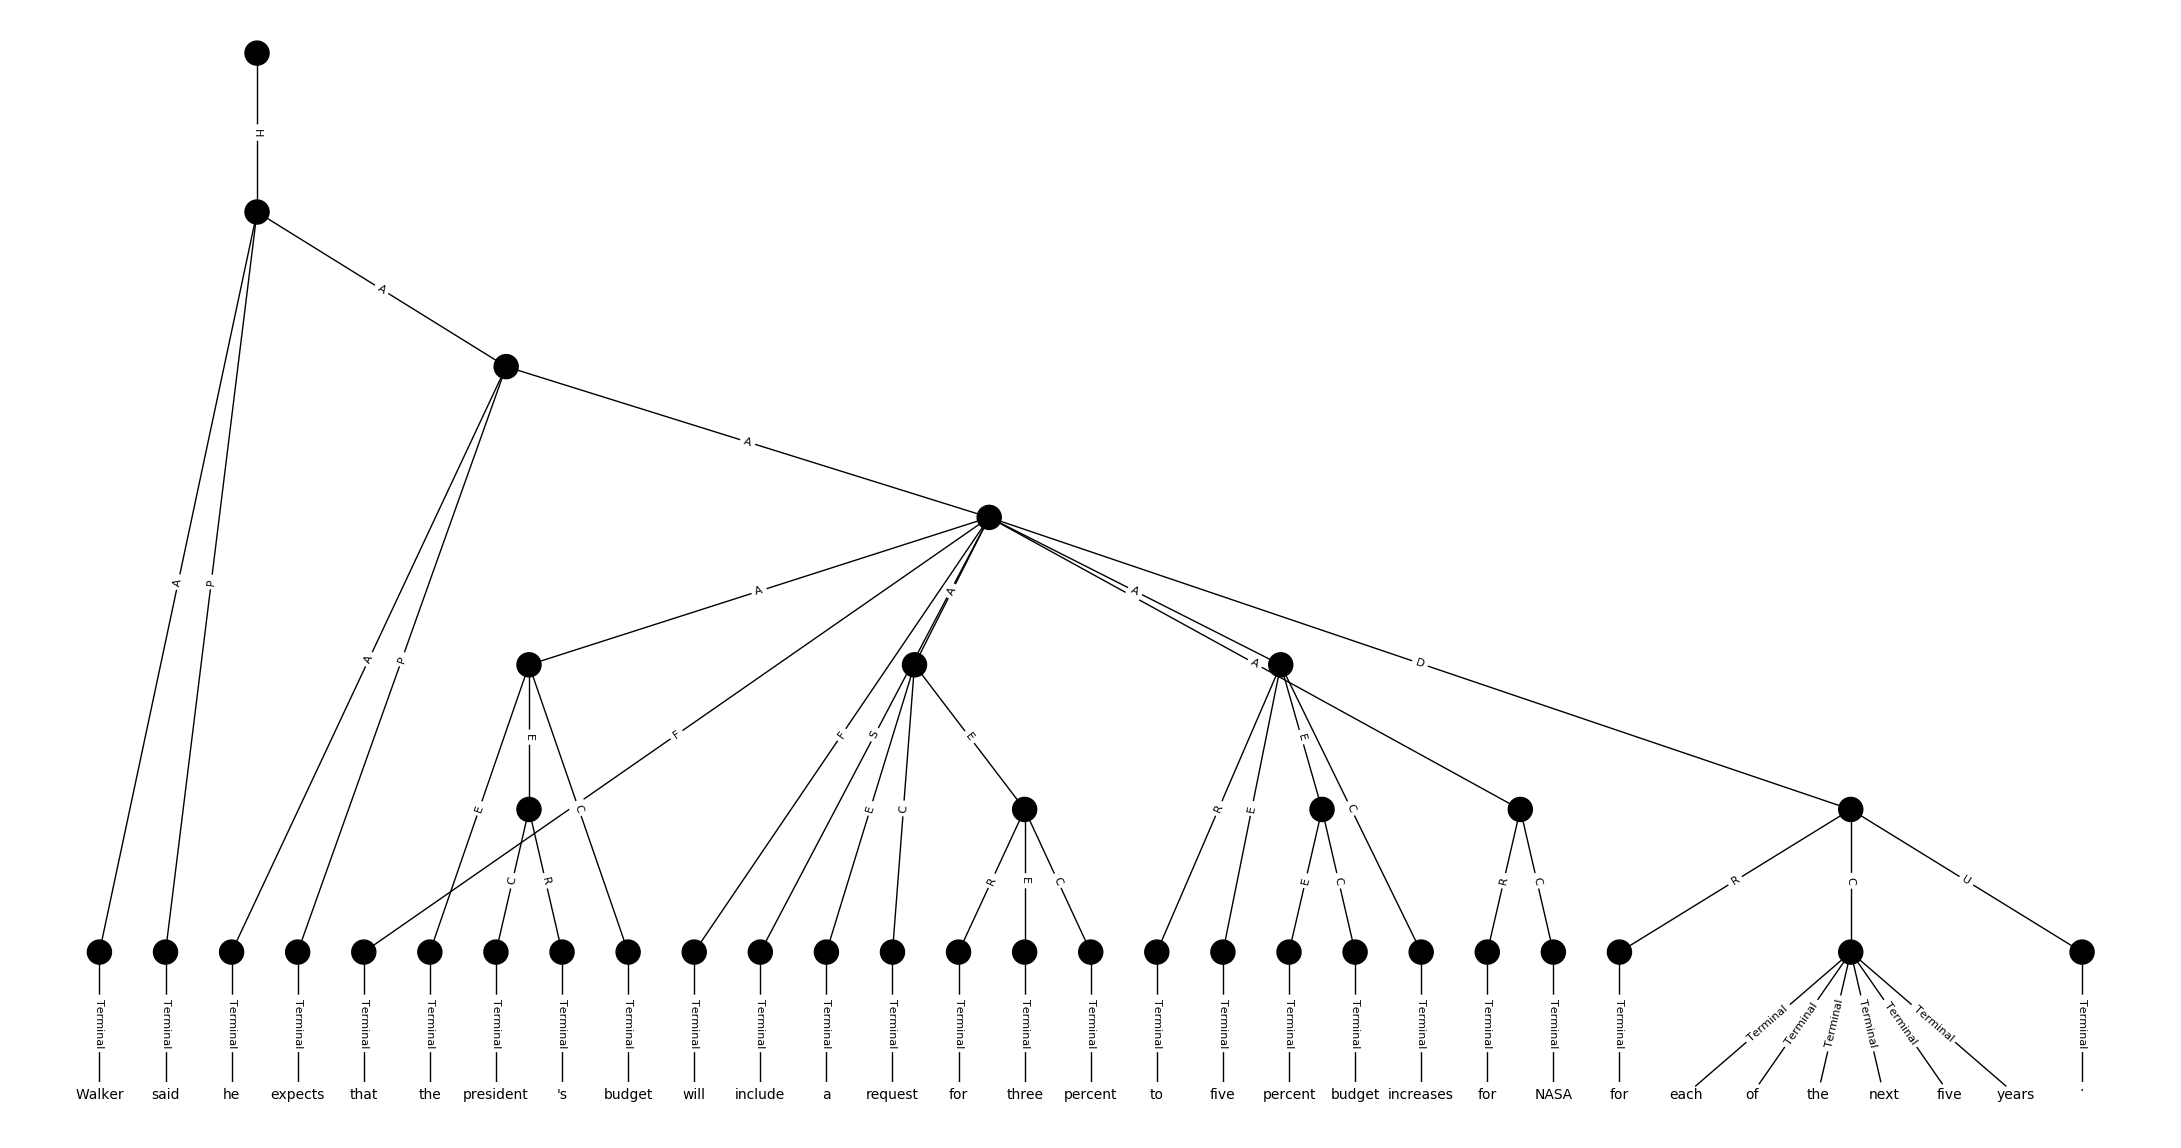 H
A
A
A
P
A
A
A
D
A
P
A
F
F
S
E
E
E
C
E
C
R
E
C
C
R
R
E
C
E
C
R
C
R
C
U
Terminal Terminal Terminal Terminal Terminal Terminal Terminal Terminal Terminal Terminal Terminal Terminal Terminal Terminal Terminal Terminal Terminal Terminal Terminal Terminal Terminal Terminal Terminal Terminal Terminal Terminal Terminal Terminal Terminal Terminal Terminal
Walker said he expects that the president 's budget will include a request for three percent to five percent budget increases for NASA for each of the next five years .